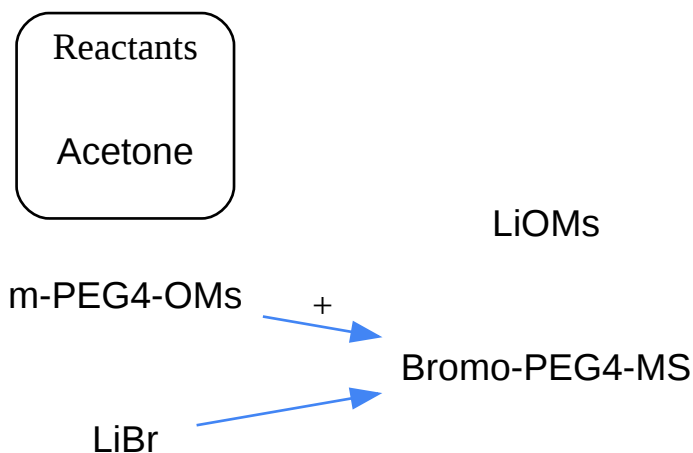 Reactants
Acetone
LiOMs
m-PEG4-OMs
+
Bromo-PEG4-MS
LiBr